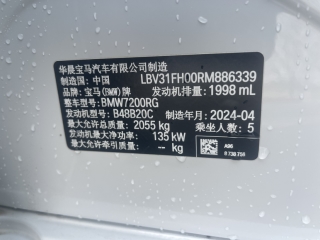 华晨宝马汽车有限公司制造
制造国：中国 LBV31FH00RM886339
品牌：宝马(BMW)牌 发动机排量：1998 mL
整车型号：BMW7200RG
发动机型号：B48B20C 制造年月：2024-04
最大允许总质量：2055 kg 乘坐人数：5
发动机最大净功率：135 kW
最大允许牵引质量：-- kg
A96